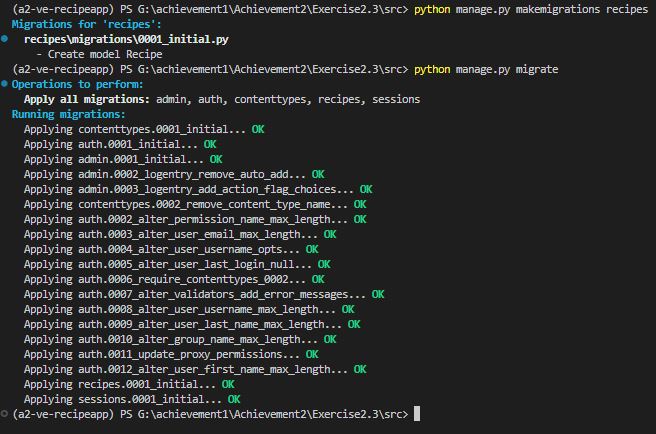 (a2-ve-recipeapp) PS G:\achievement1\Achievement2\Exercise2.3\src> python manage.py makemigrations recipes
Migrations for 'recipes':
recipes\migrations\0001_initial.py
- Create model Recipe
(a2-ve-recipeapp) PS G:\achievement1\Achievement2\Exercise2.3\src> python manage.py migrate
Operations to perform:
Apply all migrations: admin, auth, contenttypes, recipes, sessions
Running migrations:
Applying contenttypes.0001_initial... OK
Applying auth.0001_initial... OK
Applying admin.0001_initial... OK
Applying admin.0002_logentry_remove_auto_add... OK
Applying admin.0003_logentry_add_action_flag_choices... OK
Applying contenttypes.0002_remove_content_type_name... OK
Applying auth.0002_alter_permission_name_max_length... OK
Applying auth.0003_alter_user_email_max_length... OK
Applying auth.0004_alter_user_username_opts... OK
Applying auth.0005_alter_user_last_login_null... OK
Applying auth.0006_require_contenttypes_0002... OK
Applying auth.0007_alter_validators_add_error_messages... OK
Applying auth.0008_alter_user_username_max_length... OK
Applying auth.0009_alter_user_last_name_max_length... OK
Applying auth.0010_alter_group_name_max_length... OK
Applying auth.0011_update_proxy_permissions... OK
Applying auth.0012_alter_user_first_name_max_length... OK
Applying recipes.0001_initial... OK
Applying sessions.0001_initial... OK
(a2-ve-recipeapp) PS G:\achievement1\Achievement2\Exercise2.3\src>